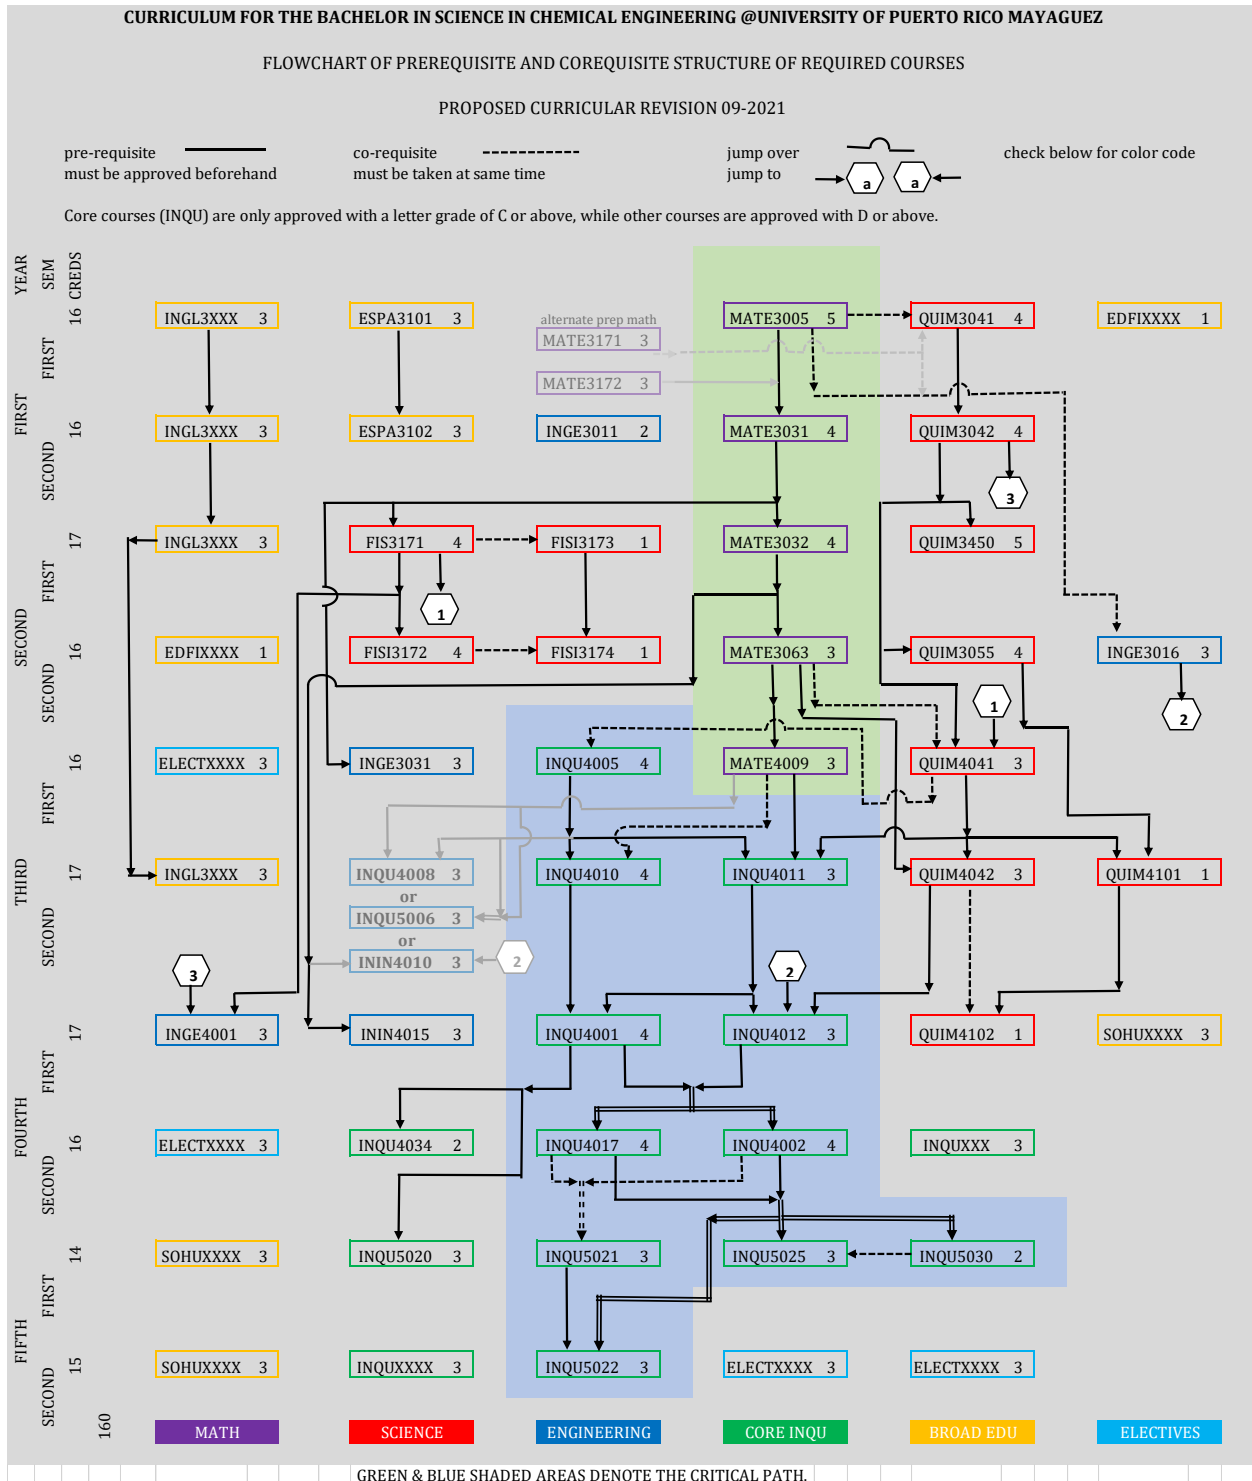 CURRICULUM FOR THE BACHELOR IN SCIENCE IN CHEMICAL ENGINEERING @UNIVERSITY OF PUERTO RICO MAYAGUEZ
FLOWCHART OF PREREQUISITE AND COREQUISITE STRUCTURE OF REQUIRED COURSES
PROPOSED CURRICULAR REVISION 09-2021
pre-requisite
must be approved beforehand
co-requisite
must be taken at same time
jump over
jump to
a
a
check below for color code
Core courses (INQU) are only approved with a letter grade of C or above, while other courses are approved with D or above.
YEAR
SEM
CREDS
FIRST
FIRST
16
INGL3XXX 3
ESPA3101 3
alternate prep math
MATE3171 3
MATE3172 3
MATE3005 5
QUIM3041 4
EDFIXXXX 1
SECOND
16
INGL3XXX 3
ESPA3102 3
INGE3011 2
MATE3031 4
QUIM3042 4
3
SECOND
FIRST
17
INGL3XXX 3
FIS3171 4
FISI3173 1
MATE3032 4
QUIM3450 5
1
SECOND
16
EDFIXXXX 1
FISI3172 4
FISI3174 1
MATE3063 3
QUIM3055 4
INGE3016 3
1
2
THIRD
FIRST
16
ELECTXXXX 3
INGE3031 3
INQU4005 4
MATE4009 3
QUIM4041 3
SECOND
17
INGL3XXX 3
INQU4008 3
or
INQU5006 3
or
ININ4010 3
2
INQU4010 4
INQU4011 3
QUIM4042 3
QUIM4101 1
3
2
FOURTH
FIRST
17
INGE4001 3
ININ4015 3
INQU4001 4
INQU4012 3
QUIM4102 1
SOHUXXXX 3
SECOND
16
ELECTXXXX 3
INQU4034 2
INQU4017 4
INQU4002 4
INQUXXX 3
FIFTH
FIRST
14
SOHUXXXX 3
INQU5020 3
INQU5021 3
INQU5025 3
INQU5030 2
SECOND
15
SOHUXXXX 3
INQUXXXX 3
INQU5022 3
ELECTXXXX 3
ELECTXXXX 3
160
MATH
SCIENCE
ENGINEERING
CORE INQU
BROAD EDU
ELECTIVES
GREEN & BLUE SHADED AREAS DENOTE THE CRITICAL PATH.